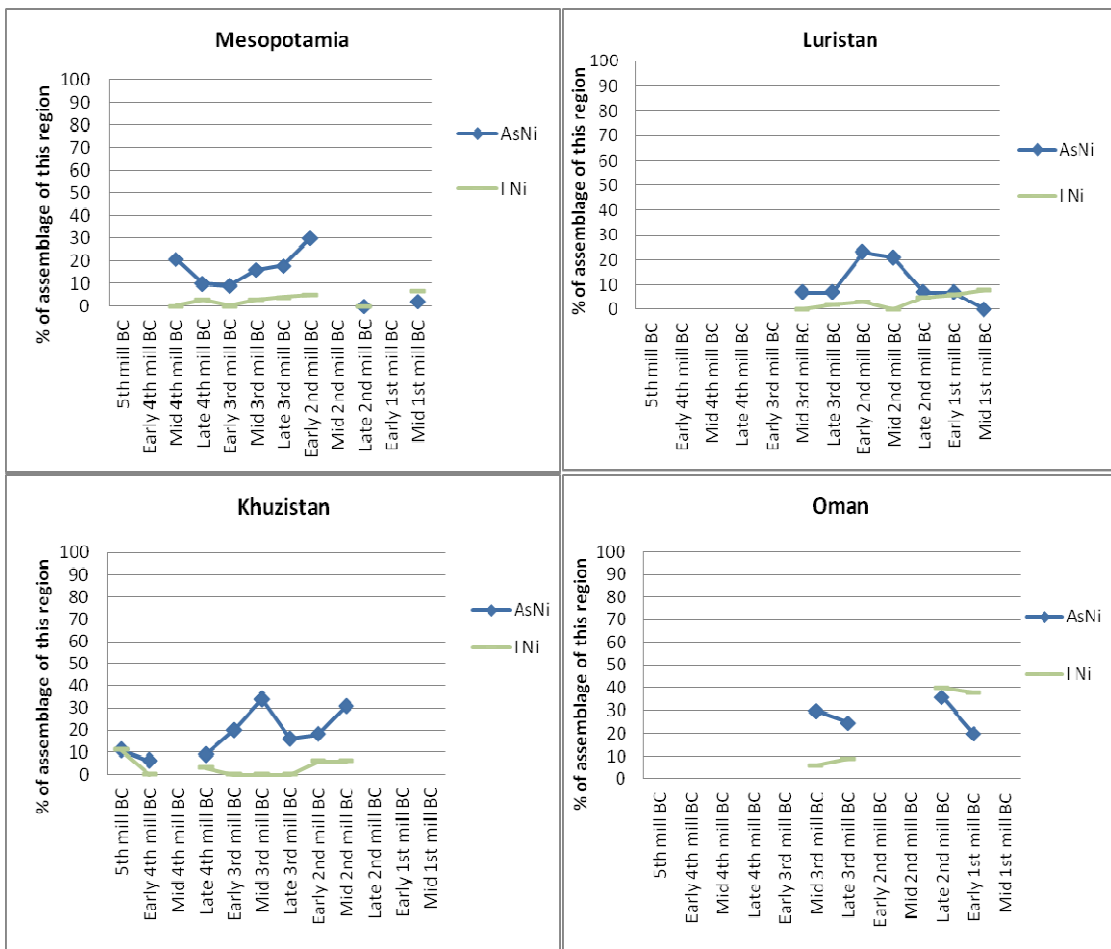 Mesopotamia
% of assemblage of this region
100
90
80
70
60
50
40
30
20
10
0
5th mill BC
Early 4th mill BC
Mid 4th mill BC
Late 4th mill BC
Early 3rd mill BC
Mid 3rd mill BC
Late 3rd mill BC
Early 2nd mill BC
Mid 2nd mill BC
Late 2nd mill BC
Early 1st mill BC
Mid 1st mill BC
AsNi
I Ni
Luristan
% of assemblage of this region
100
90
80
70
60
50
40
30
20
10
0
5th mill BC
Early 4th mill BC
Mid 4th mill BC
Late 4th mill BC
Early 3rd mill BC
Mid 3rd mill BC
Late 3rd mill BC
Early 2nd mill BC
Mid 2nd mill BC
Late 2nd mill BC
Early 1st mill BC
Mid 1st mill BC
AsNi
I Ni
Khuzistan
% of assemblage of this region
100
90
80
70
60
50
40
30
20
10
0
5th mill BC
Early 4th mill BC
Mid 4th mill BC
Late 4th mill BC
Early 3rd mill BC
Mid 3rd mill BC
Late 3rd mill BC
Early 2nd mill BC
Mid 2nd mill BC
Late 2nd mill BC
Early 1st mill BC
Mid 1st mill BC
AsNi
I Ni
Oman
% of assemblage of this region
100
90
80
70
60
50
40
30
20
10
0
5th mill BC
Early 4th mill BC
Mid 4th mill BC
Late 4th mill BC
Early 3rd mill BC
Mid 3rd mill BC
Late 3rd mill BC
Early 2nd mill BC
Mid 2nd mill BC
Late 2nd mill BC
Early 1st mill BC
Mid 1st mill BC
AsNi
I Ni